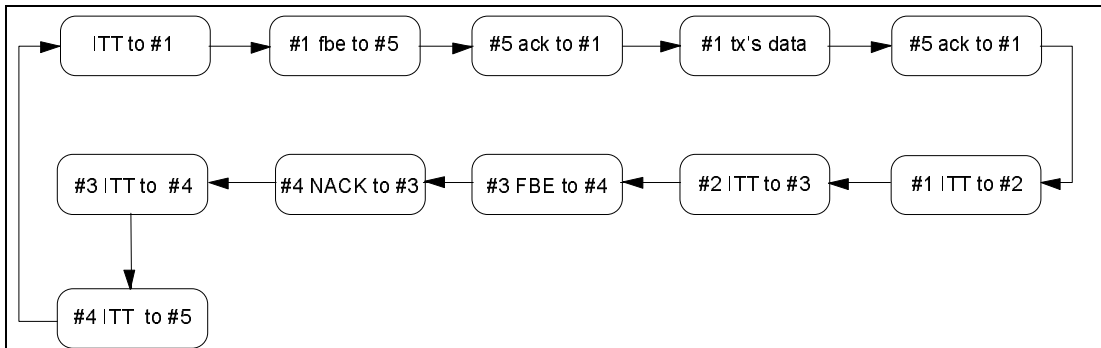 ITT to #1
#1 fbe to #5
#5 ack to #1
#1 tx's data
#5 ack to #1
#1 ITT to #2
#2 ITT to #3
#3 FBE to #4
#4 NACK to #3
#3 ITT to #4
#4 ITT to #5